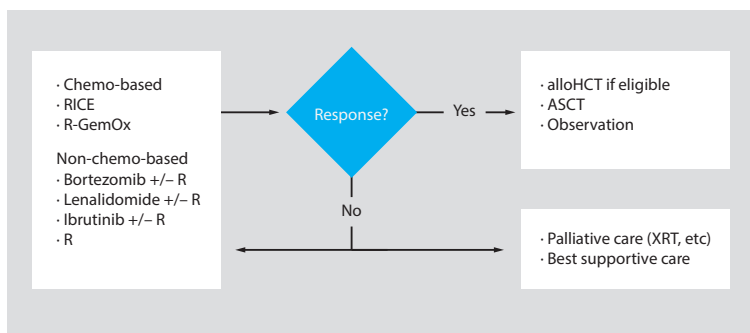 · Chemo-based
· RICE
· R-GemOx
Non-chemo-based
· Bortezomib +/– R
· Lenalidomide +/– R
· Ibrutinib +/– R
· R
Response?
Yes
No
· alloHCT if eligible
· ASCT
· Observation
· Palliative care (XRT, etc)
· Best supportive care